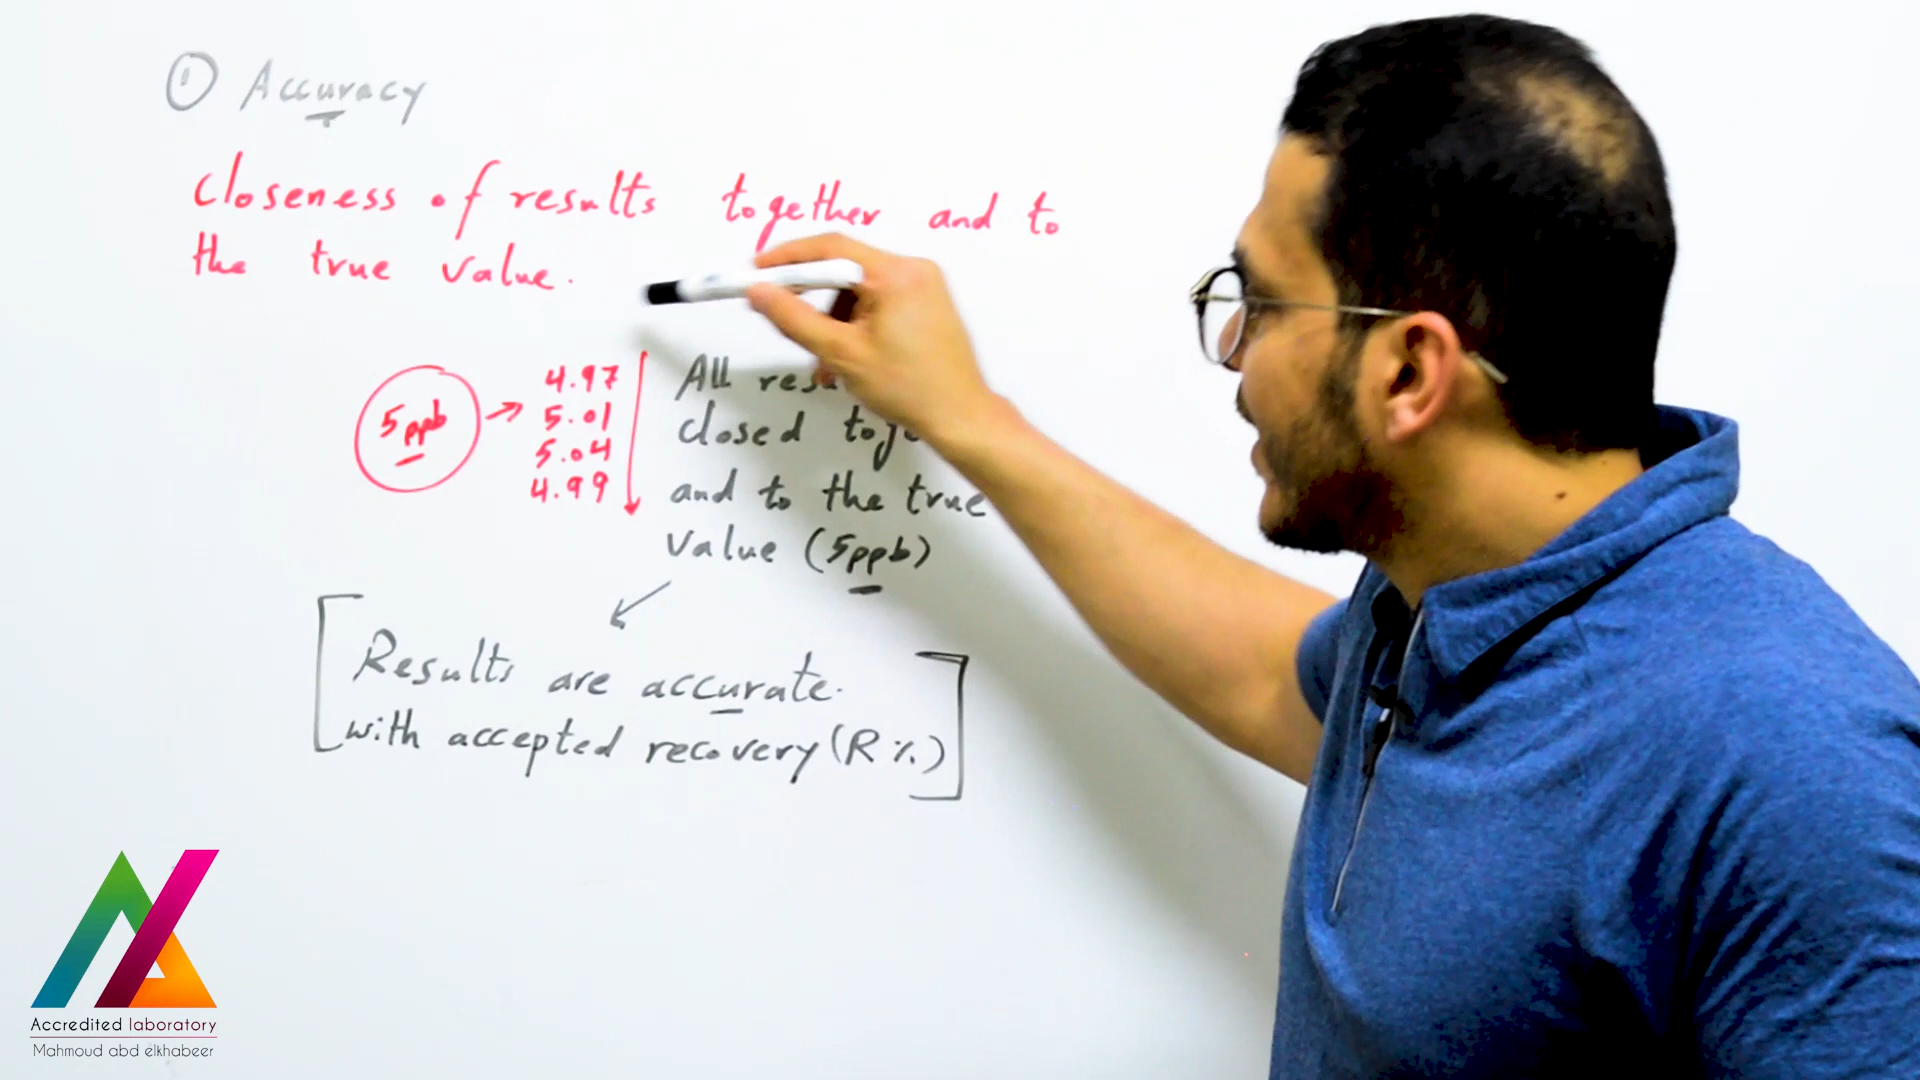 ① Accuracy
closeness of results together and to
the true value.
5ppb → 4.97
5.01
5.04
4.99
All
closed
and to the true
value (5ppb)
Results are accurate.
with accepted recovery (R%)
Accredited laboratory
Mahmoud abd elkhabeer